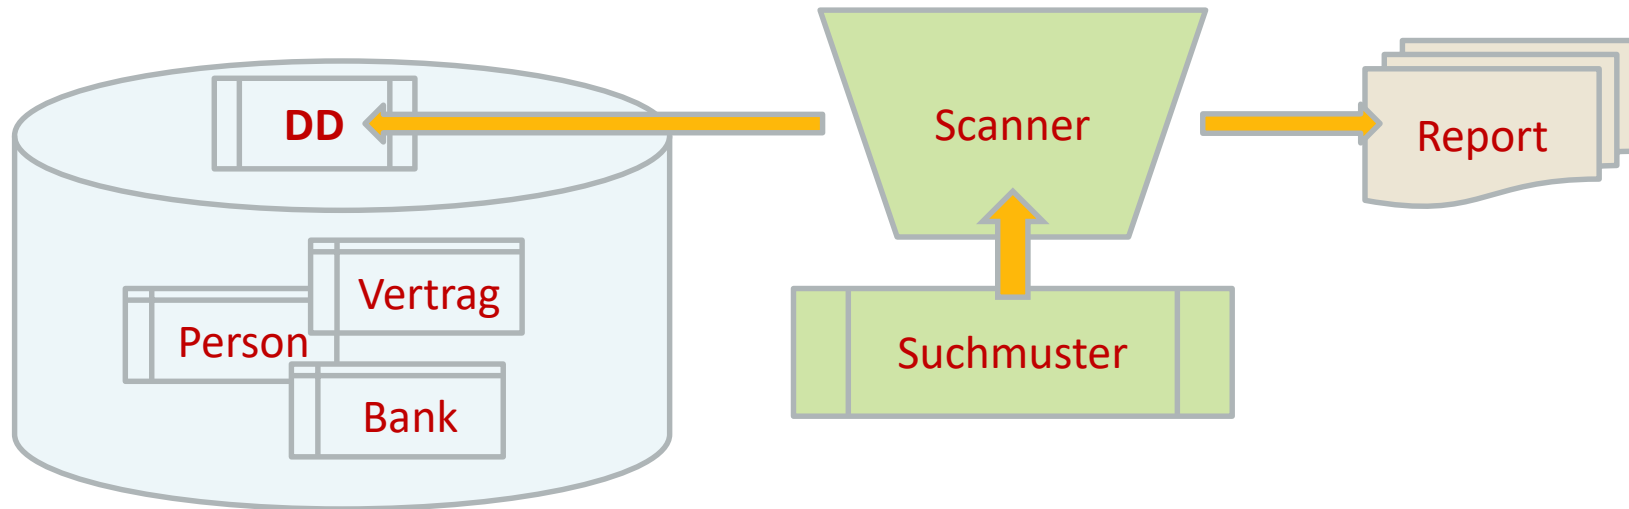 DD
Scanner
Report
Vertrag
Person
Suchmuster
Bank